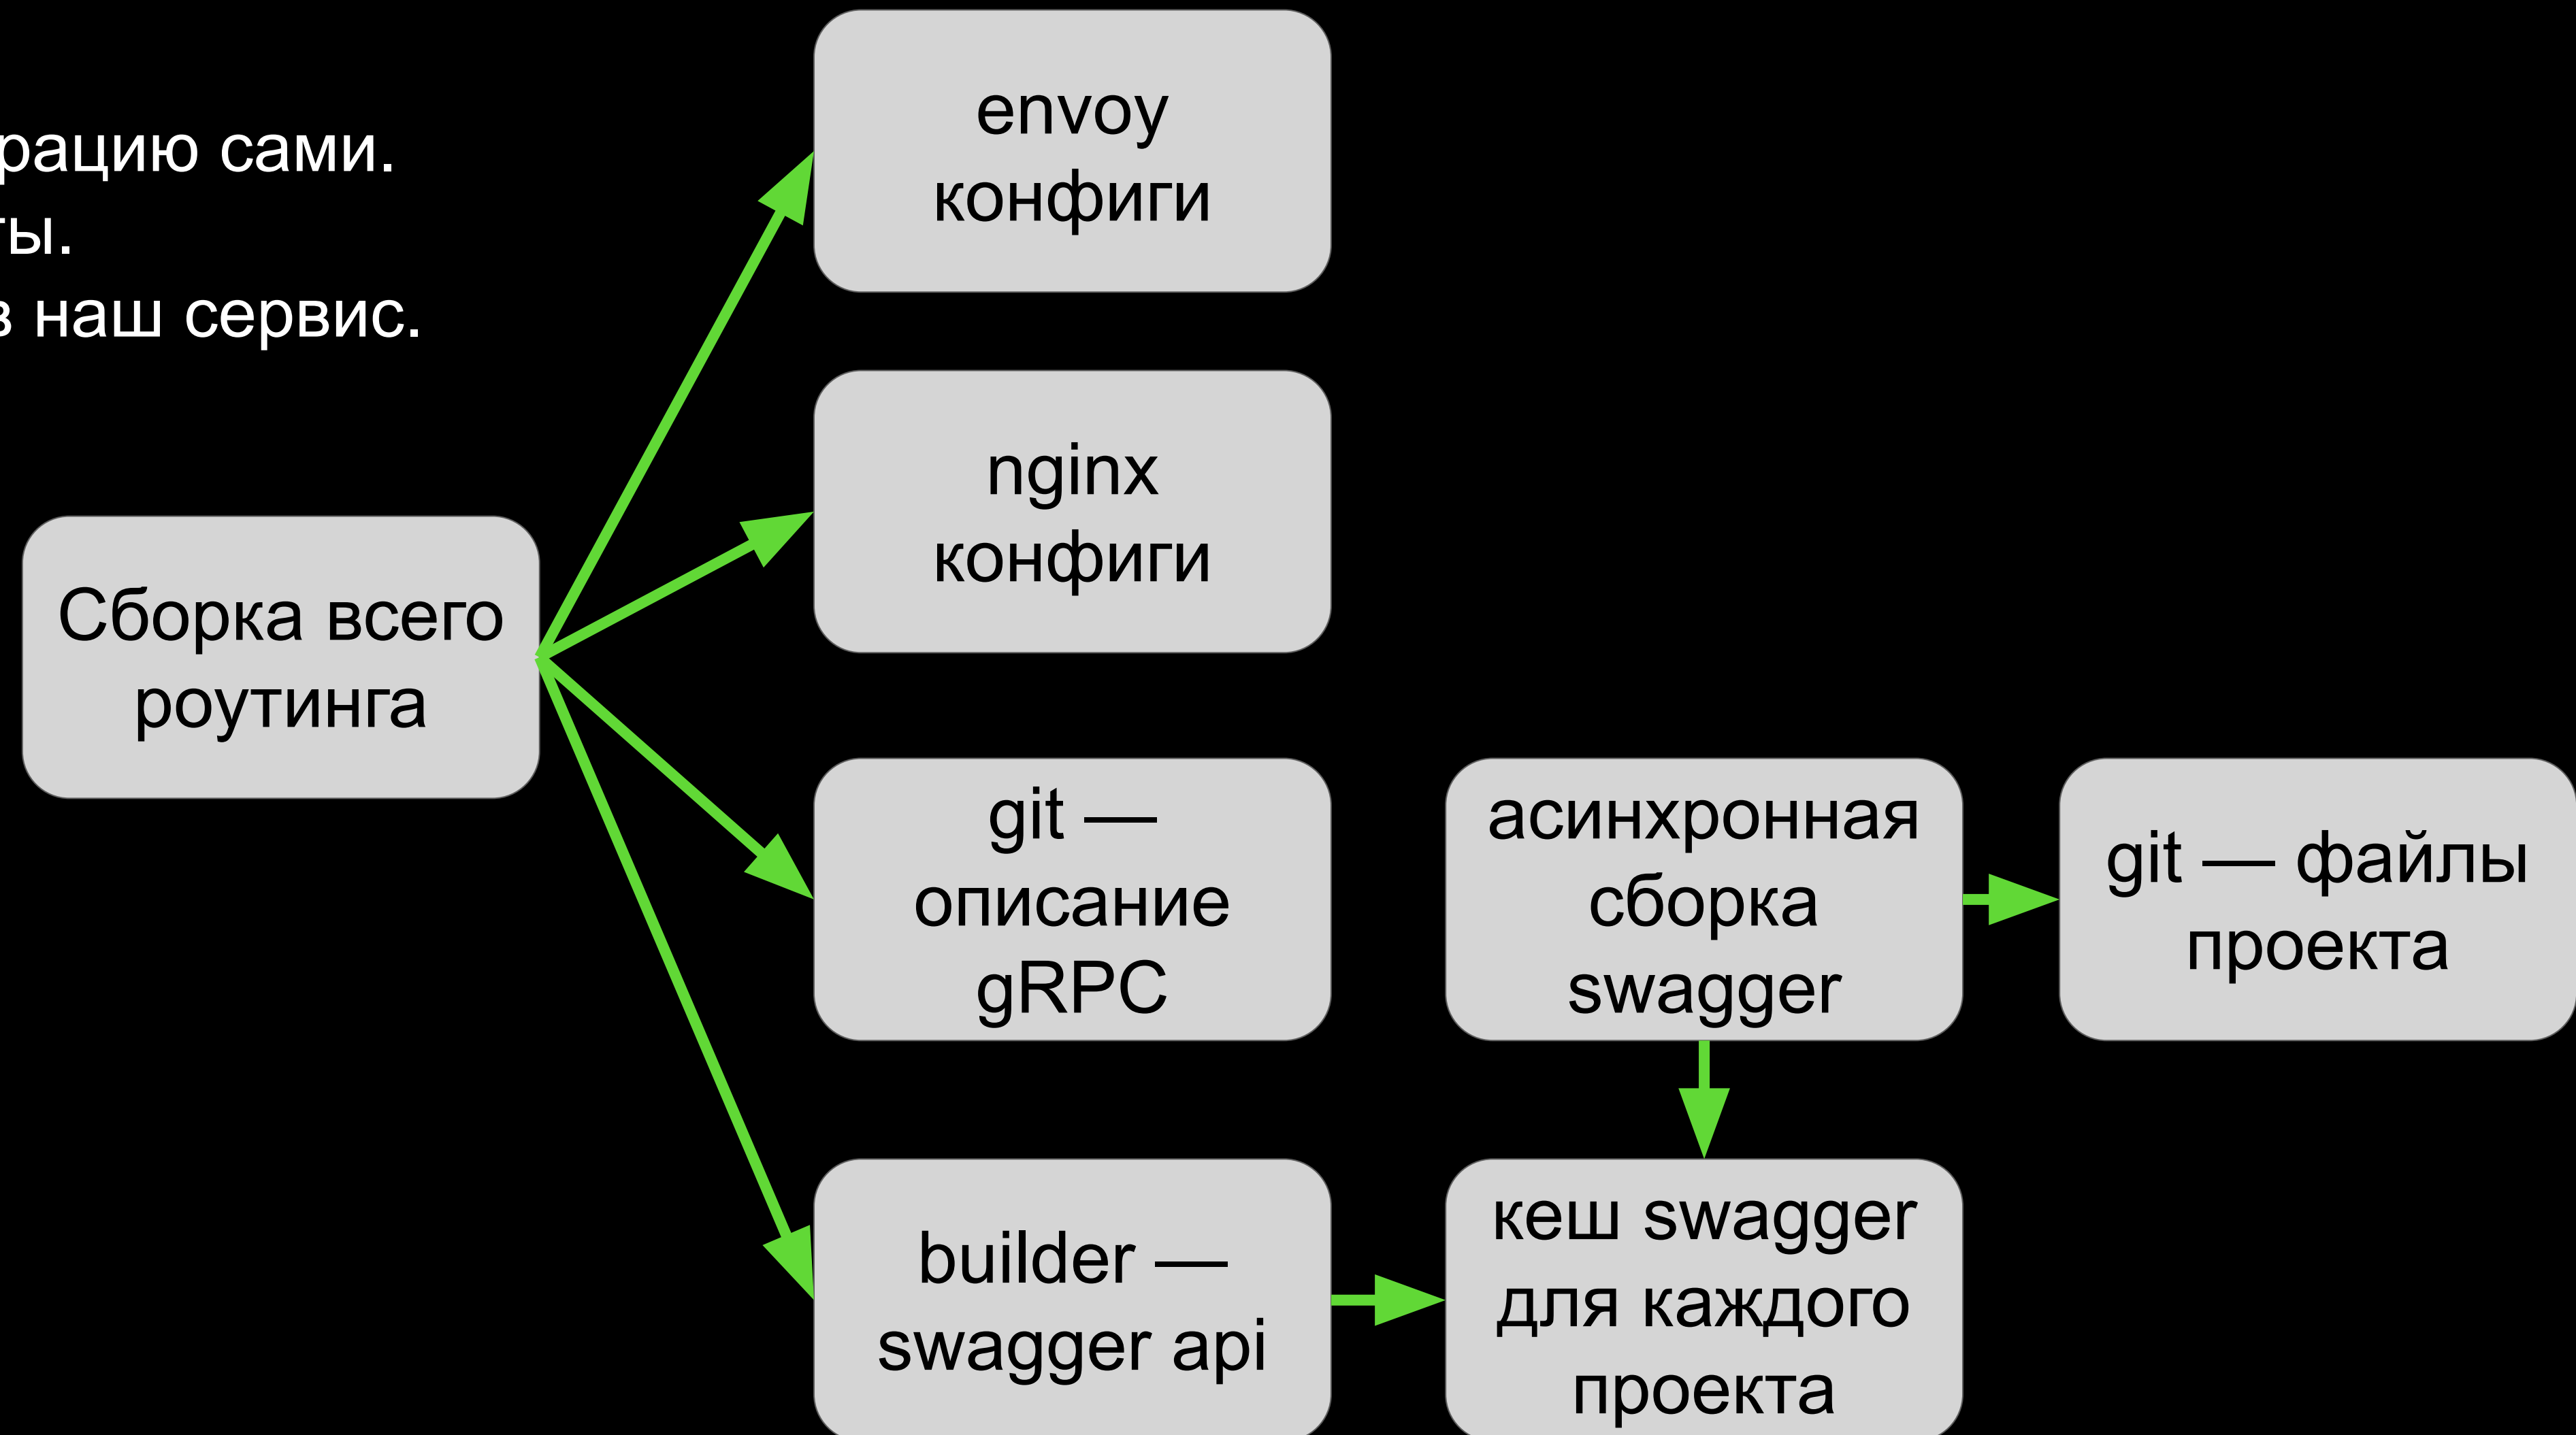 рацию сами.
ты.
в наш сервис.
envoy
конфиги
nginx
конфиги
Сборка всего
роутинга
git —
описание
gRPC
асинхронная
сборка
swagger
git — файлы
проекта
builder —
swagger api
кеш swagger
для каждого
проекта